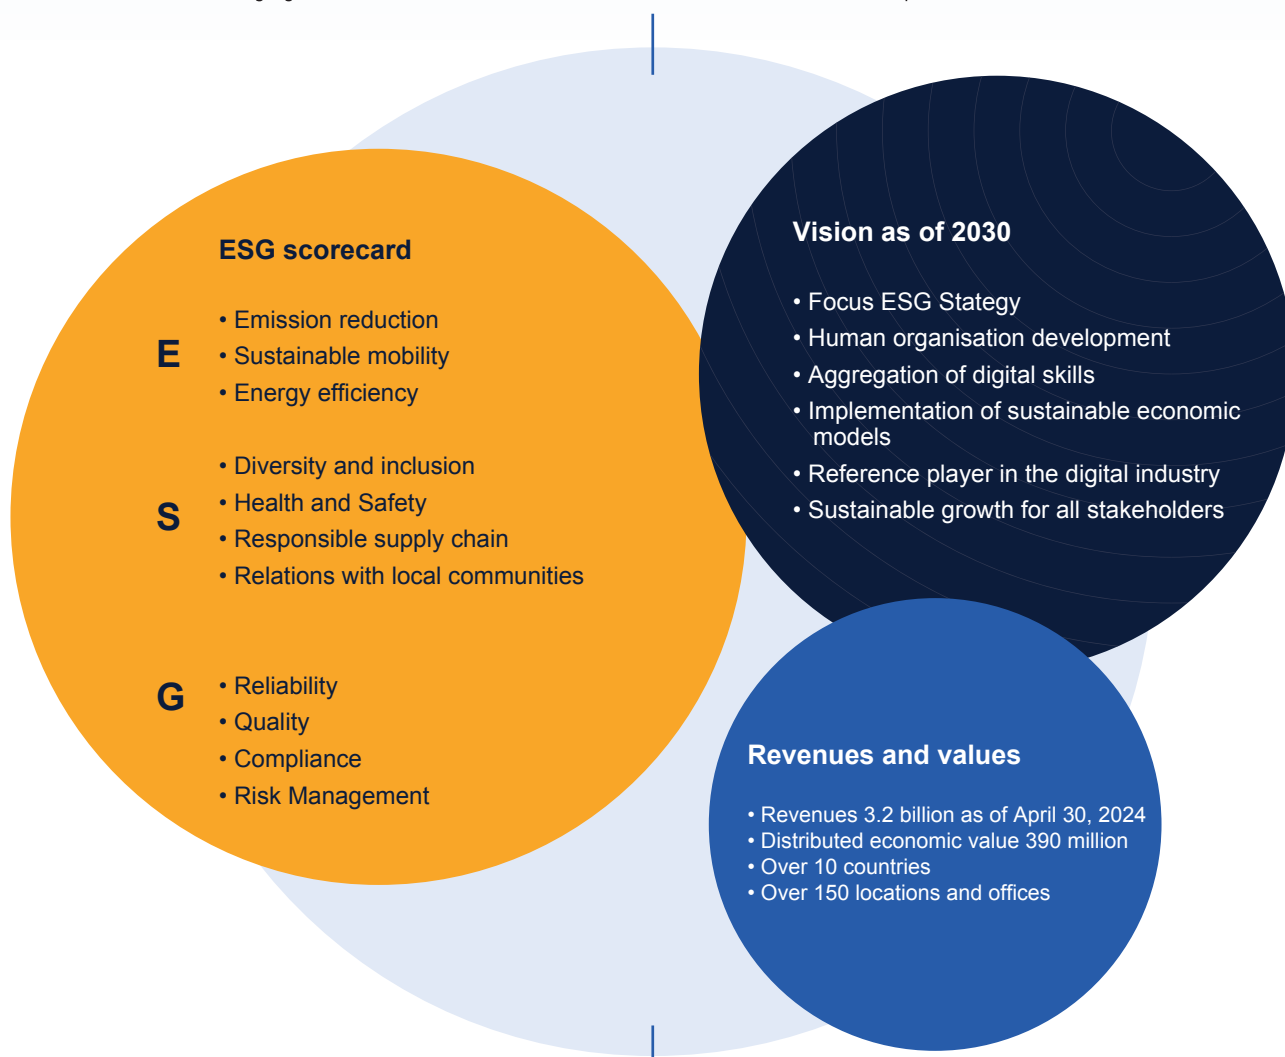 ESG scorecard
E
• Emission reduction
• Sustainable mobility
• Energy efficiency
S
• Diversity and inclusion
• Health and Safety
• Responsible supply chain
• Relations with local communities
G
• Reliability
• Quality
• Compliance
• Risk Management
Vision as of 2030
• Focus ESG Stategy
• Human organisation development
• Aggregation of digital skills
• Implementation of sustainable economic
models
• Reference player in the digital industry
• Sustainable growth for all stakeholders
Revenues and values
• Revenues 3.2 billion as of April 30, 2024
• Distributed economic value 390 million
• Over 10 countries
• Over 150 locations and offices